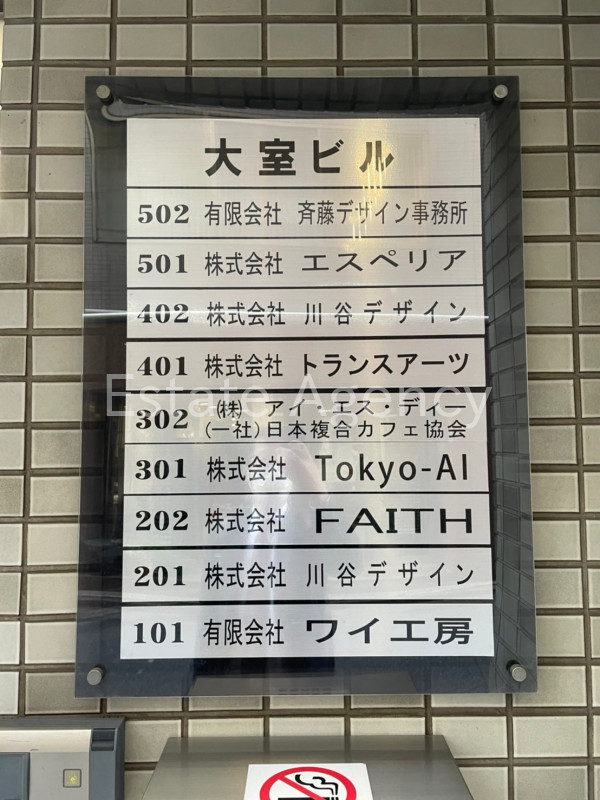 大室ビル
502 有限会社 斉藤デザイン事務所
501 株式会社 エスペリア
402 株式会社 川谷デザイン
401 株式会社 トランスアーツ
Estate Agency
302 (株) アイ・エス・ディー
(一社)日本複合カフェ協会
301 株式会社 Tokyo-AI
202 株式会社 FAITH
201 株式会社 川谷デザイン
101 有限会社 ワイ工房